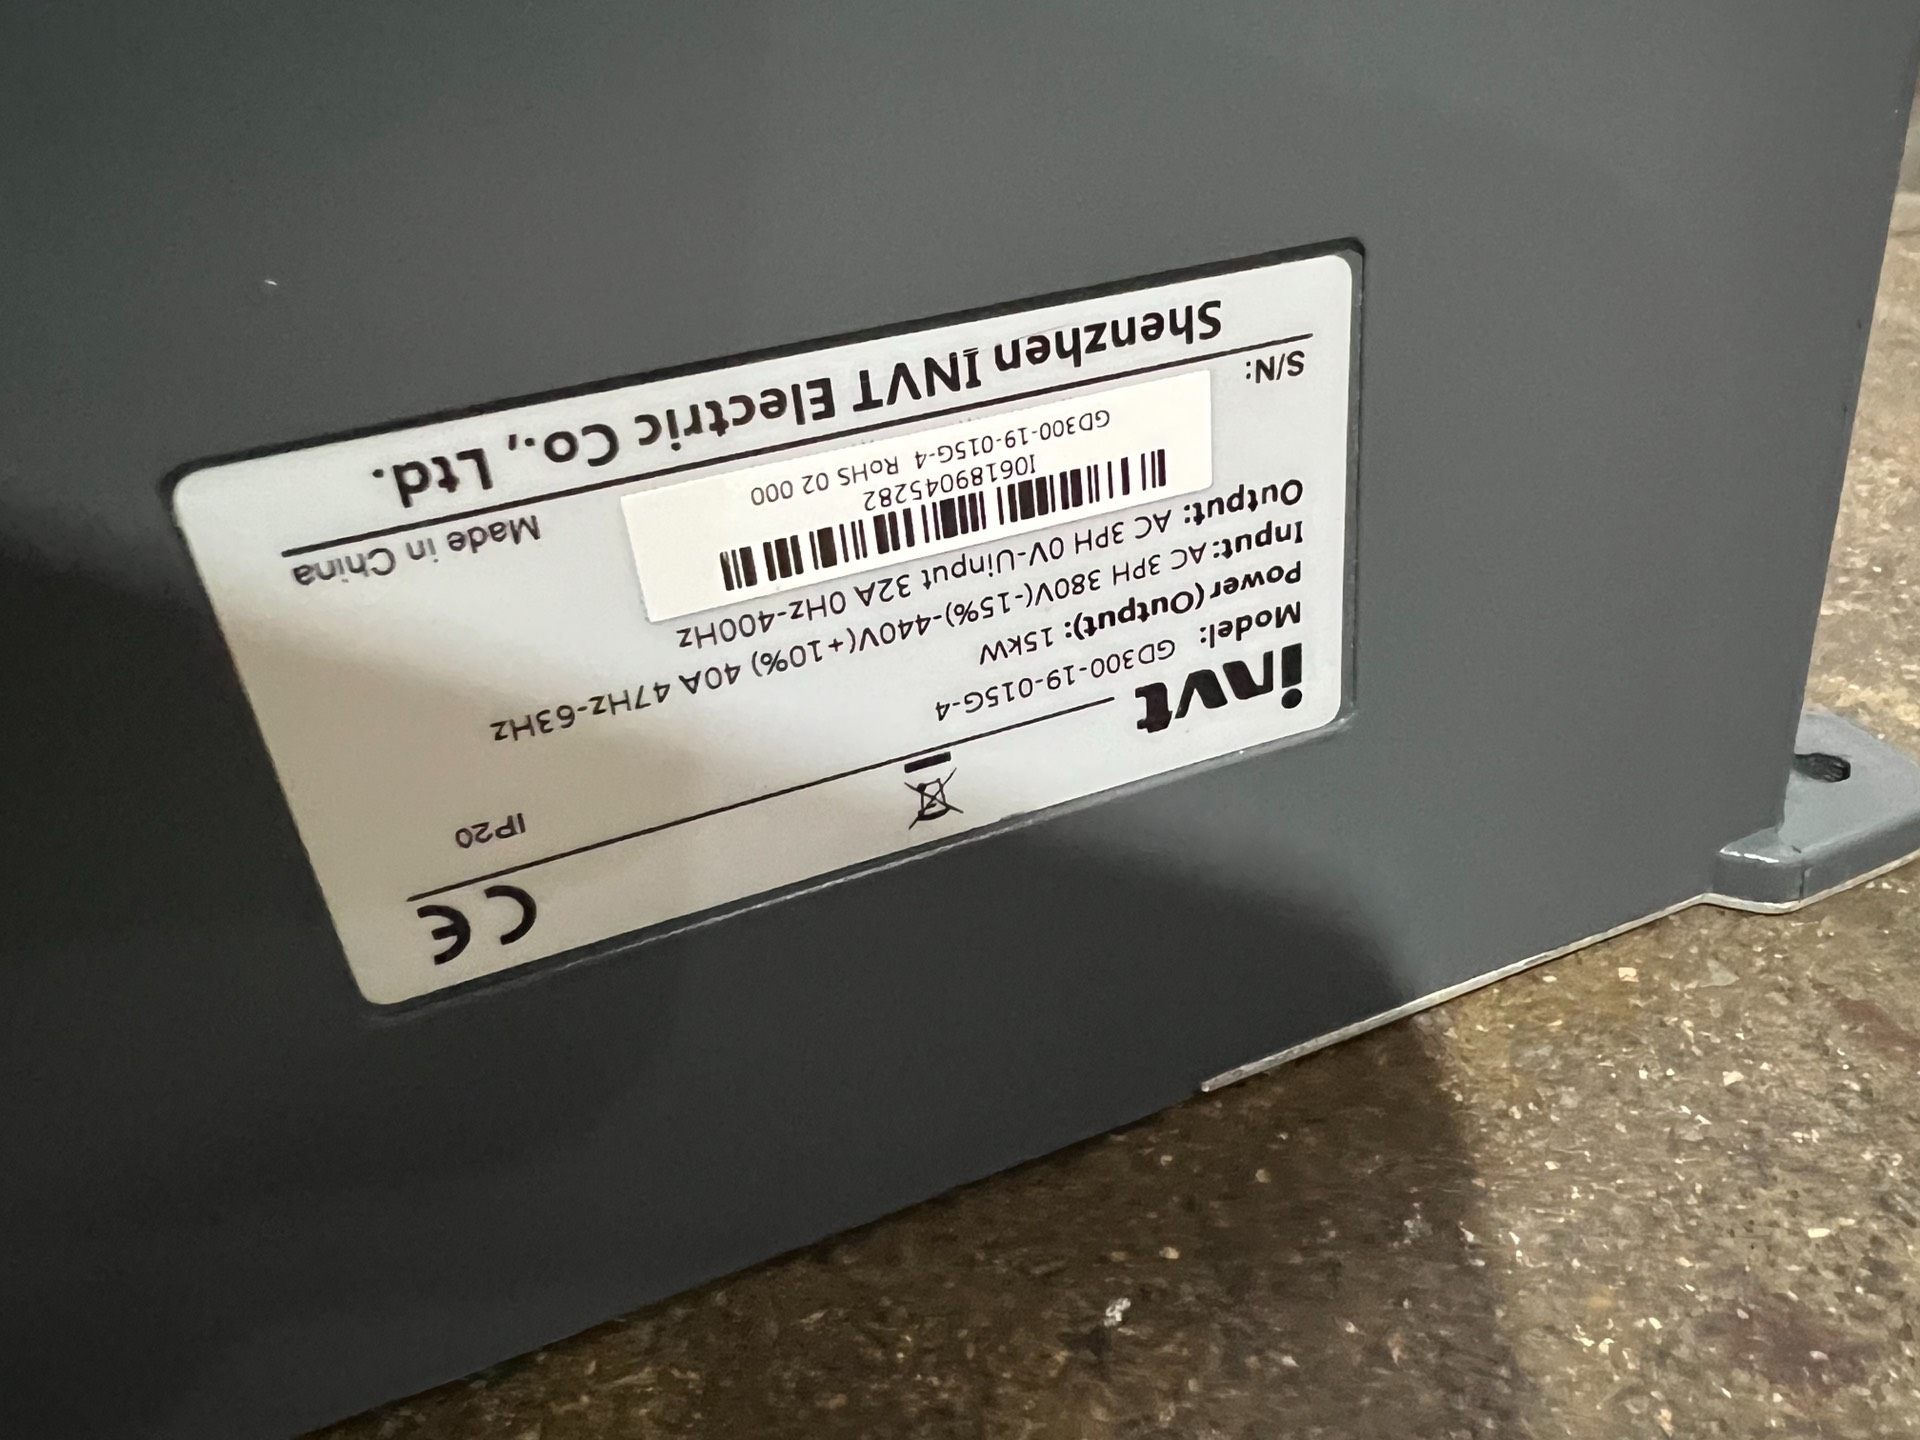 invt
CE
Model: GD300-19-015G-4
IP20
Power(Output): 15kW
Input: AC 3PH 380V(-15%)-440V(+10%) 40A 47Hz-63Hz
Output: AC 3PH 0V-Uinput 32A 0Hz-400Hz
S/N:
I06189045282
GD300-19-015G-4 RoHS 02 000
Made in China
Shenzhen INVT Electric Co., Ltd.